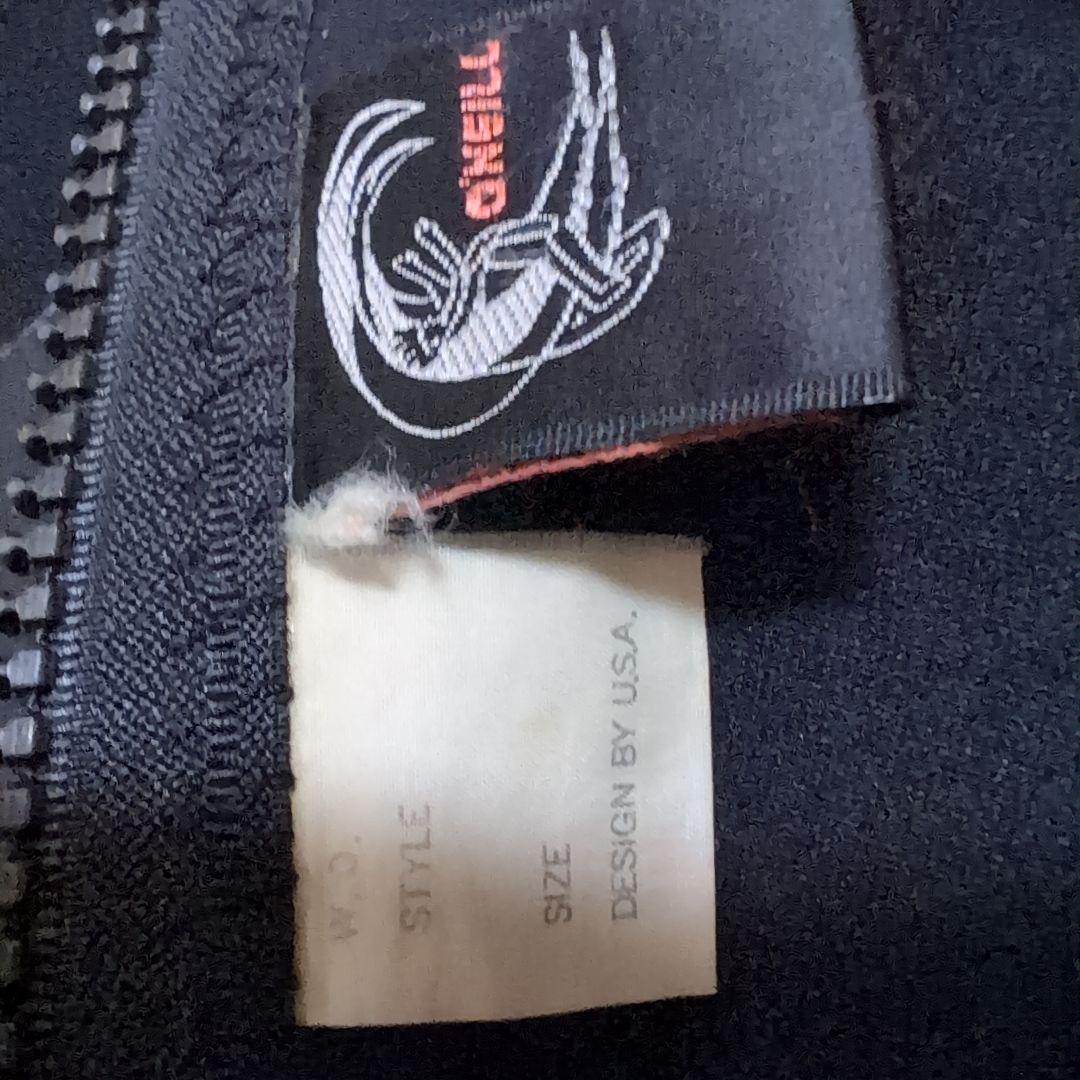 O'NEILL
W.O.
STYLE
SIZE
DESIGN BY U.S.A.